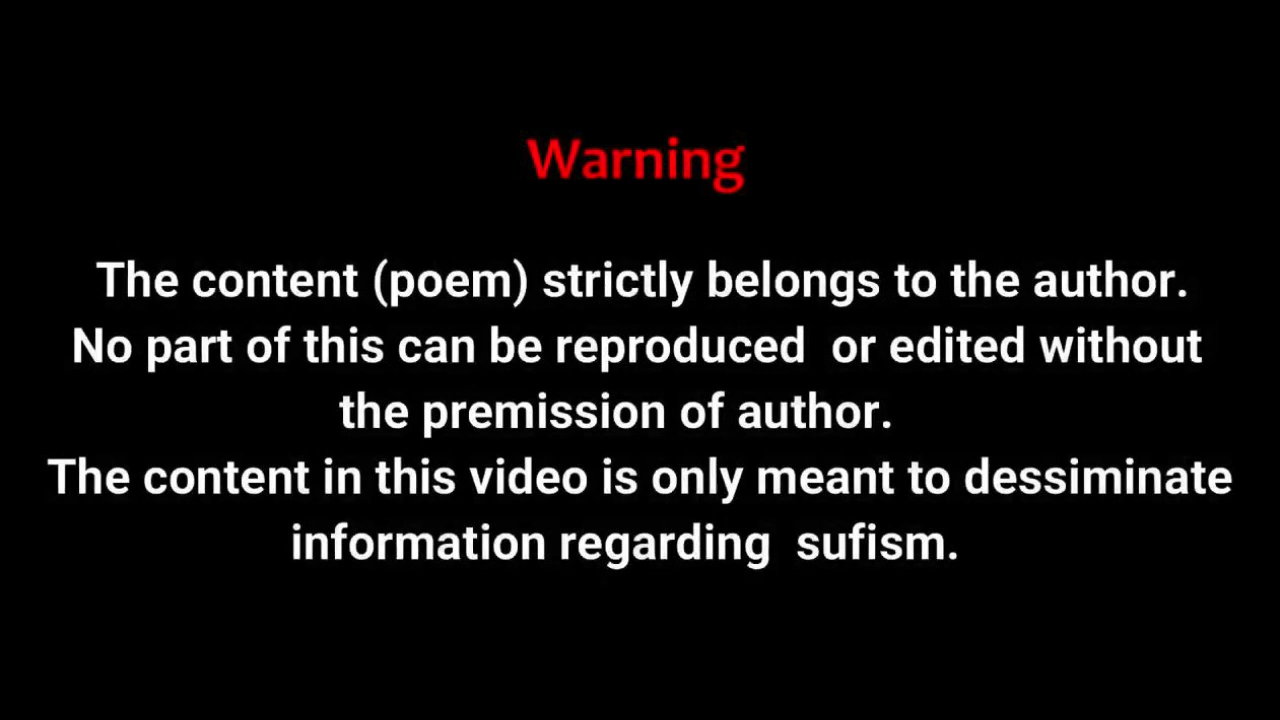 Warning
The content (poem) strictly belongs to the author.
No part of this can be reproduced  or edited without
the premission of author.
The content in this video is only meant to dessiminate
information regarding  sufism.